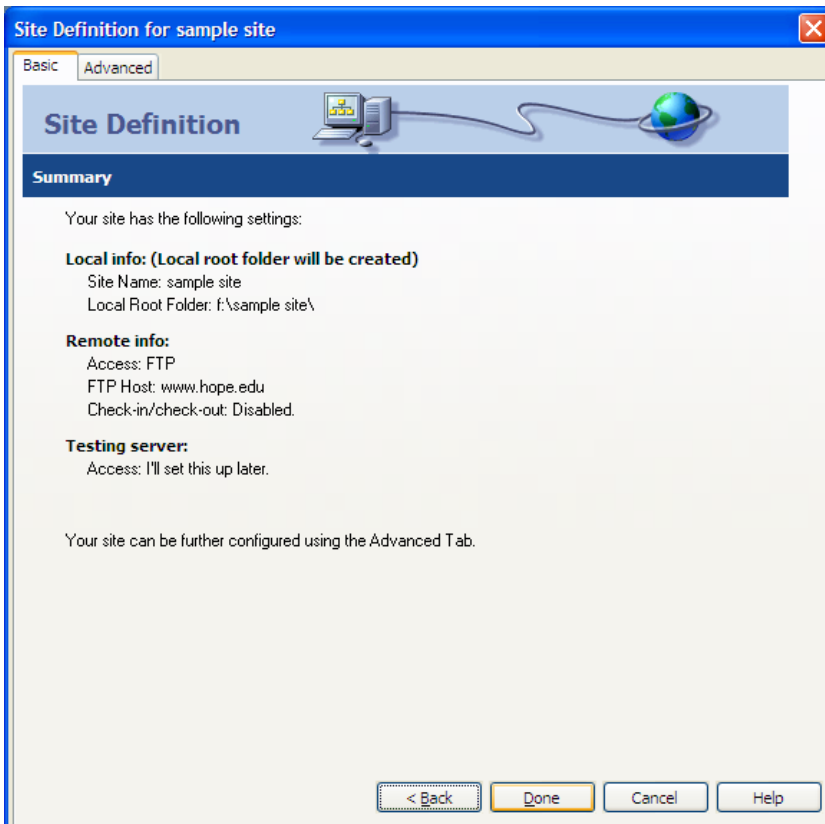 Site Definition for sample site
Basic
Advanced
Site Definition
Summary
Your site has the following settings:
Local info: (Local root folder will be created)
Site Name: sample site
Local Root Folder: f:\sample site\
Remote info:
Access: FTP
FTP Host: www.hope.edu
Check-in/check-out: Disabled.
Testing server:
Access: I'll set this up later.
Your site can be further configured using the Advanced Tab.
< Back
Done
Cancel
Help